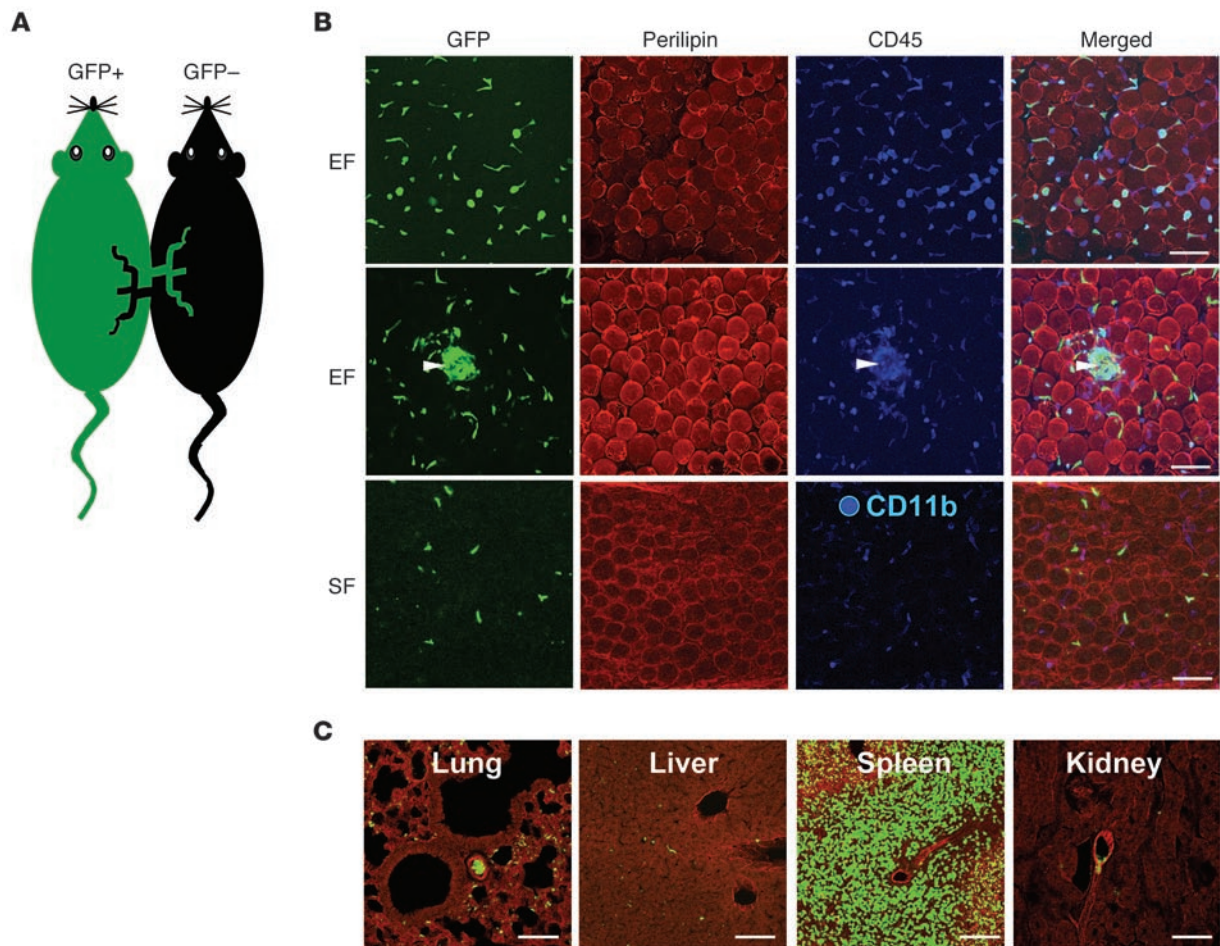 A
GFP+ GFP–
B
GFP Perilipin CD45 Merged
EF
EF
CD11b
SF
C
Lung Liver Spleen Kidney